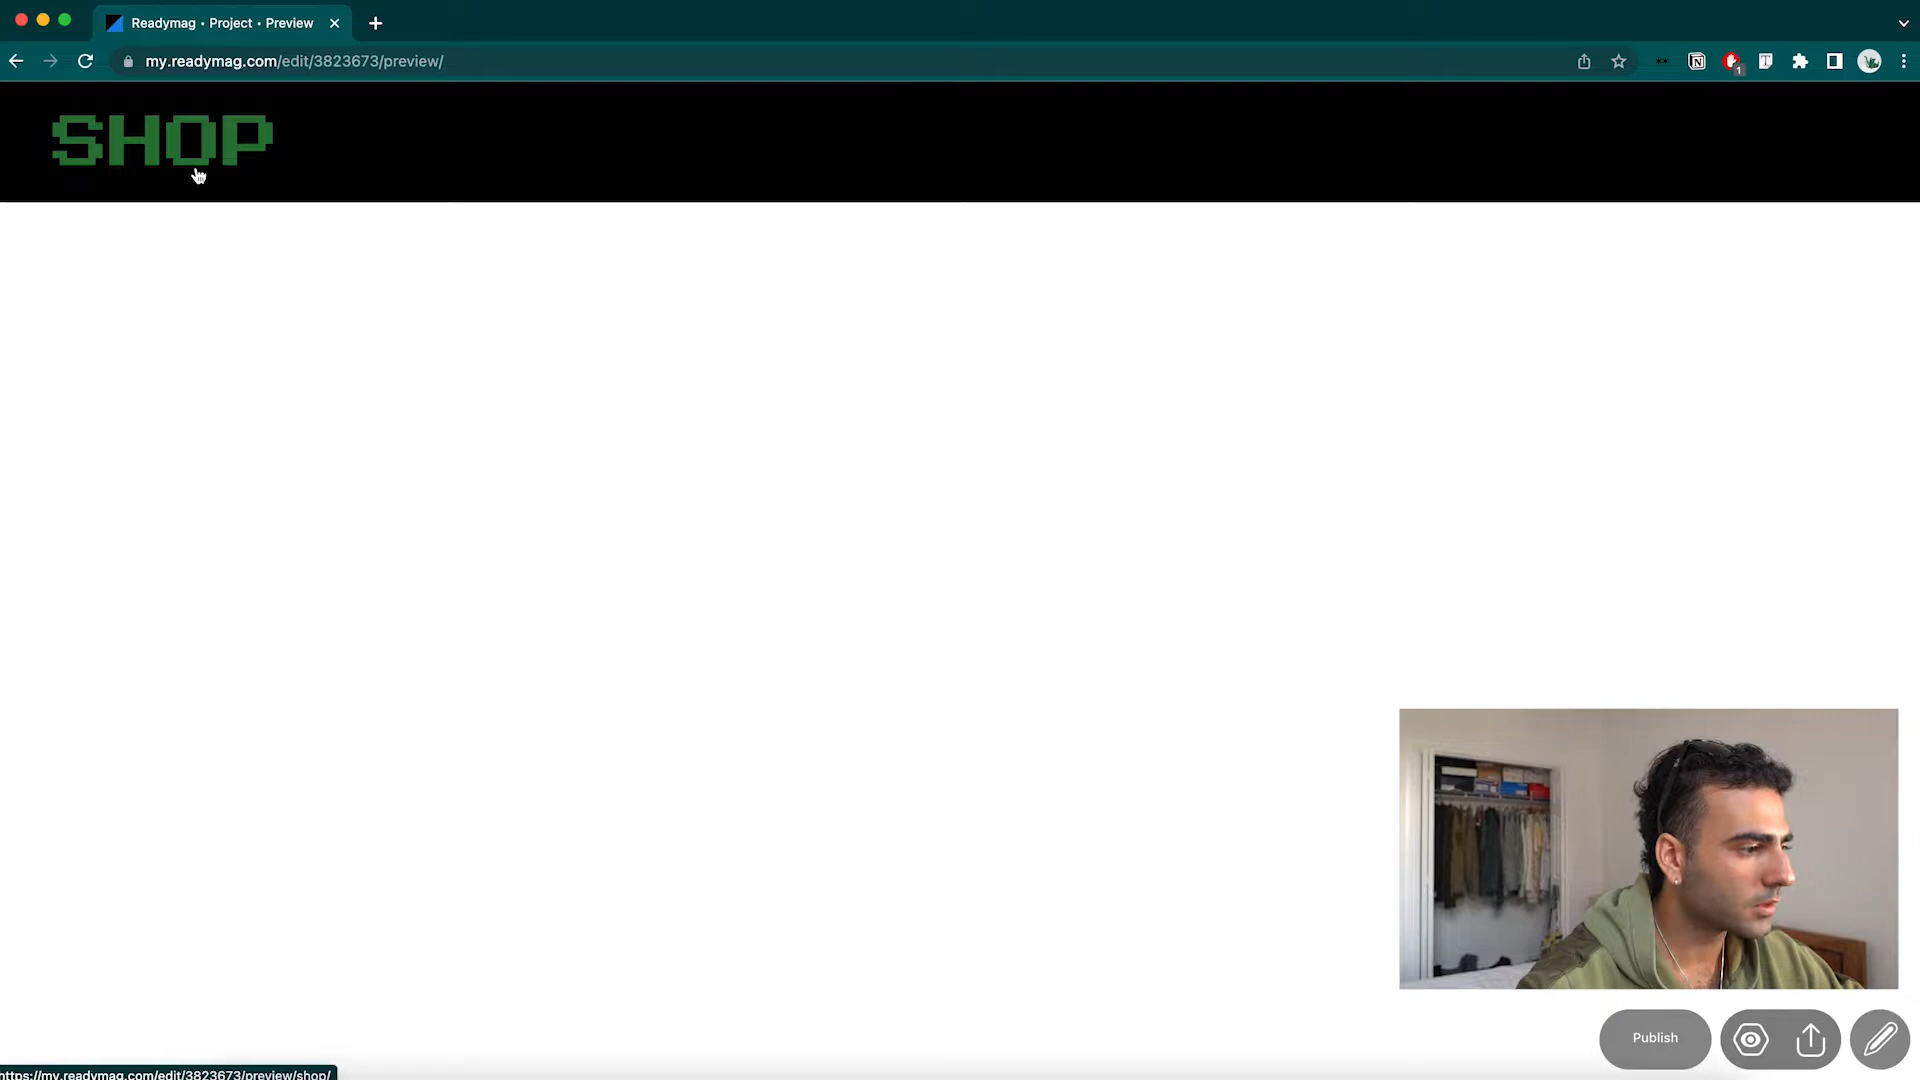 Readymag • Project • Preview
my.readymag.com/edit/3823673/preview/
1
SHOP
Publish
https://my.readymag.com/edit/3823673/preview/shop/